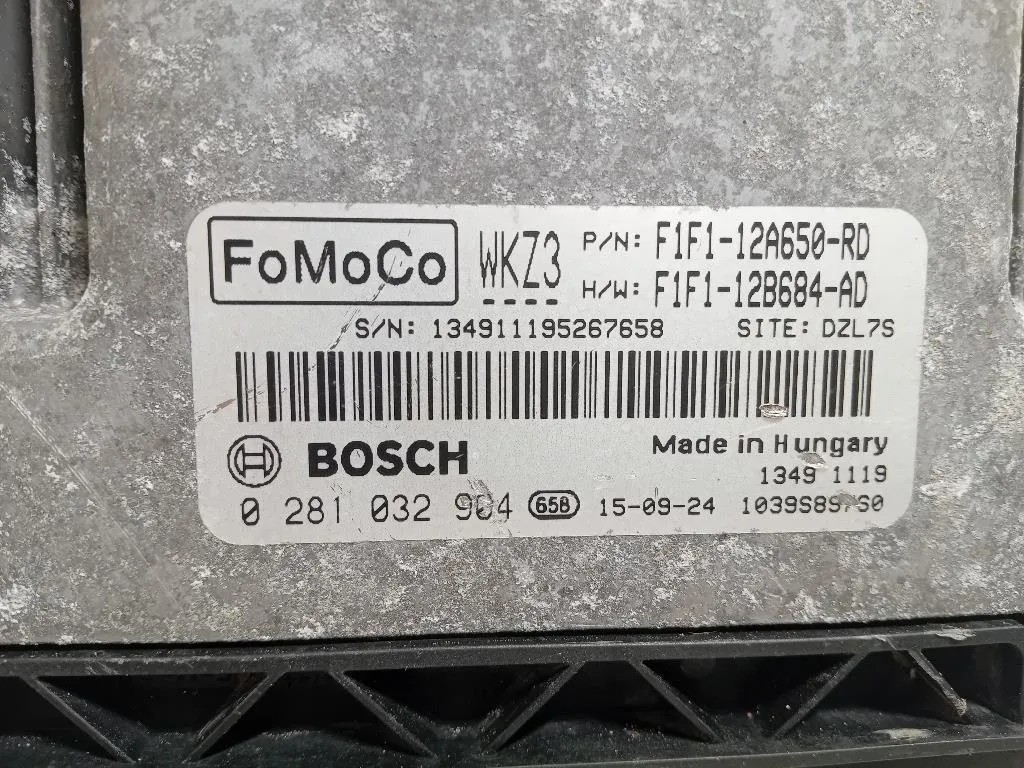 FoMoCo WKZ3 P/N: F1F1-12A650-RD
H/W: F1F1-12B684-AD
S/N: 134911195267658 SITE: DZL7S
BOSCH Made in Hungary
1349 1119
0 281 032 904 658 15-09-24